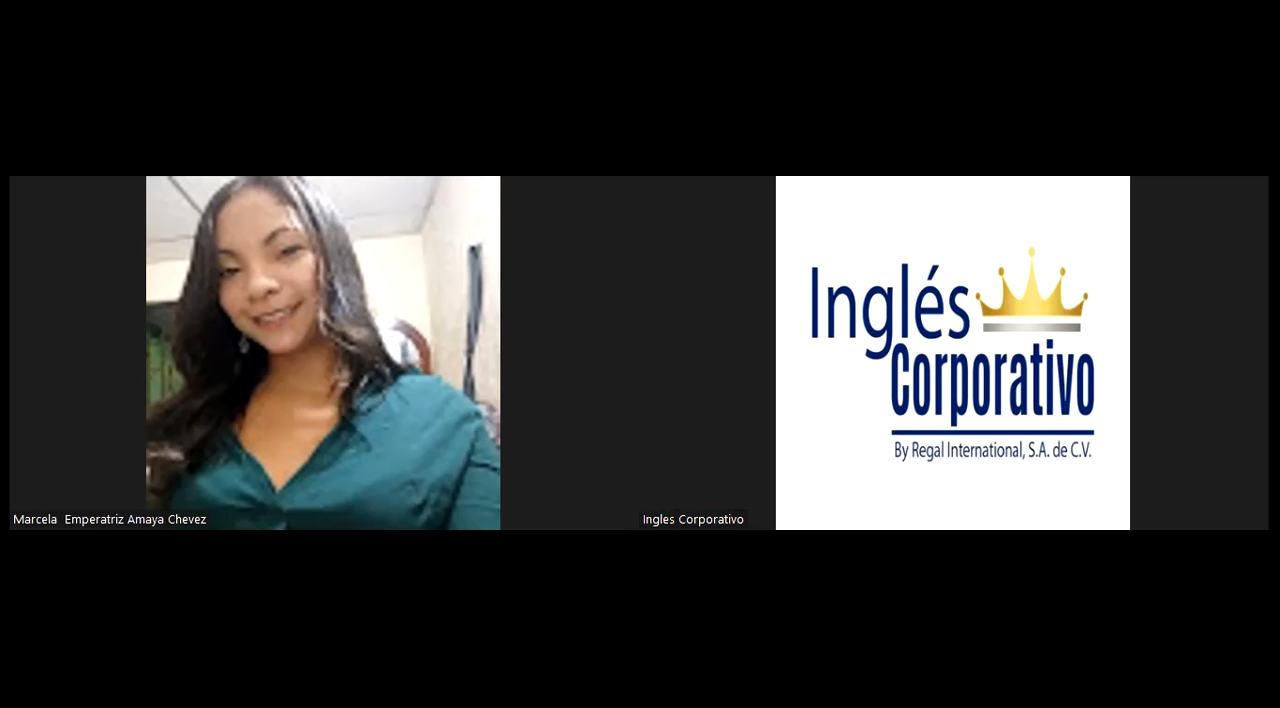 Inglés
Corporativo
By Regal International, S.A. de C.V.
Marcela  Emperatriz Amaya Chevez
Ingles Corporativo